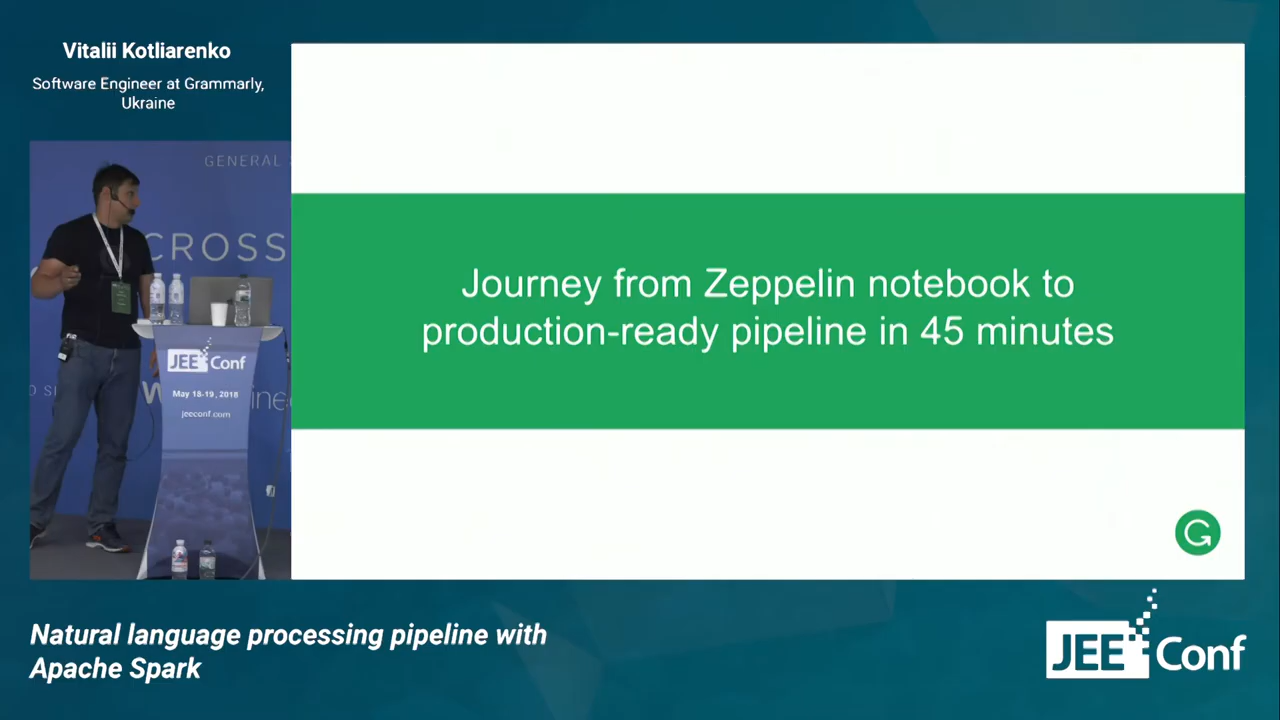 Vitalii Kotliarenko
Software Engineer at Grammarly,
Ukraine
GENERAL
CROSS
JEE Conf
May 18-19, 2018
jeeconf.com
Journey from Zeppelin notebook to
production-ready pipeline in 45 minutes
Natural language processing pipeline with
Apache Spark
JEE Conf